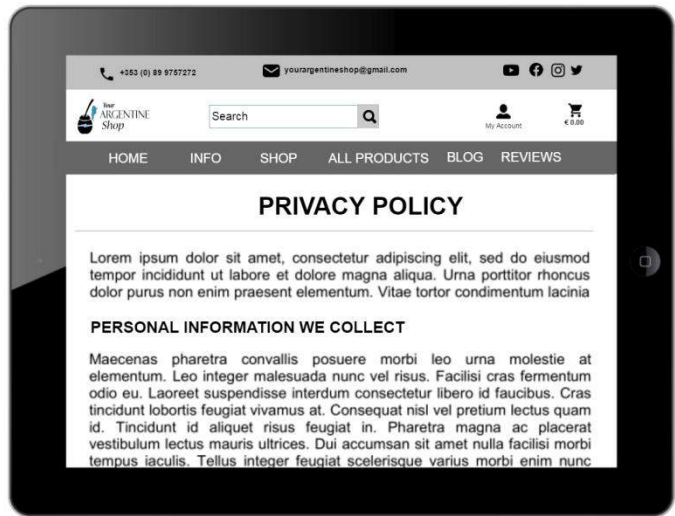 +353 (0) 89 9757272 yourargentineshop@gmail.com
Your
ARGENTINE
Shop
Search
My Account
€ 0,00
HOME INFO SHOP ALL PRODUCTS BLOG REVIEWS
PRIVACY POLICY
Lorem ipsum dolor sit amet, consectetur adipiscing elit, sed do eiusmod
tempor incididunt ut labore et dolore magna aliqua. Urna porttitor rhoncus
dolor purus non enim praesent elementum. Vitae tortor condimentum lacinia
PERSONAL INFORMATION WE COLLECT
Maecenas pharetra convallis posuere morbi leo urna molestie at
elementum. Leo integer malesuada nunc vel risus. Facilisi cras fermentum
odio eu. Laoreet suspendisse interdum consectetur libero id faucibus. Cras
tincidunt lobortis feugiat vivamus at. Consequat nisl vel pretium lectus quam
id. Tincidunt id aliquet risus feugiat in. Pharetra magna ac placerat
vestibulum lectus mauris ultrices. Dui accumsan sit amet nulla facilisi morbi
tempus iaculis. Tellus integer feugiat scelerisque varius morbi enim nunc